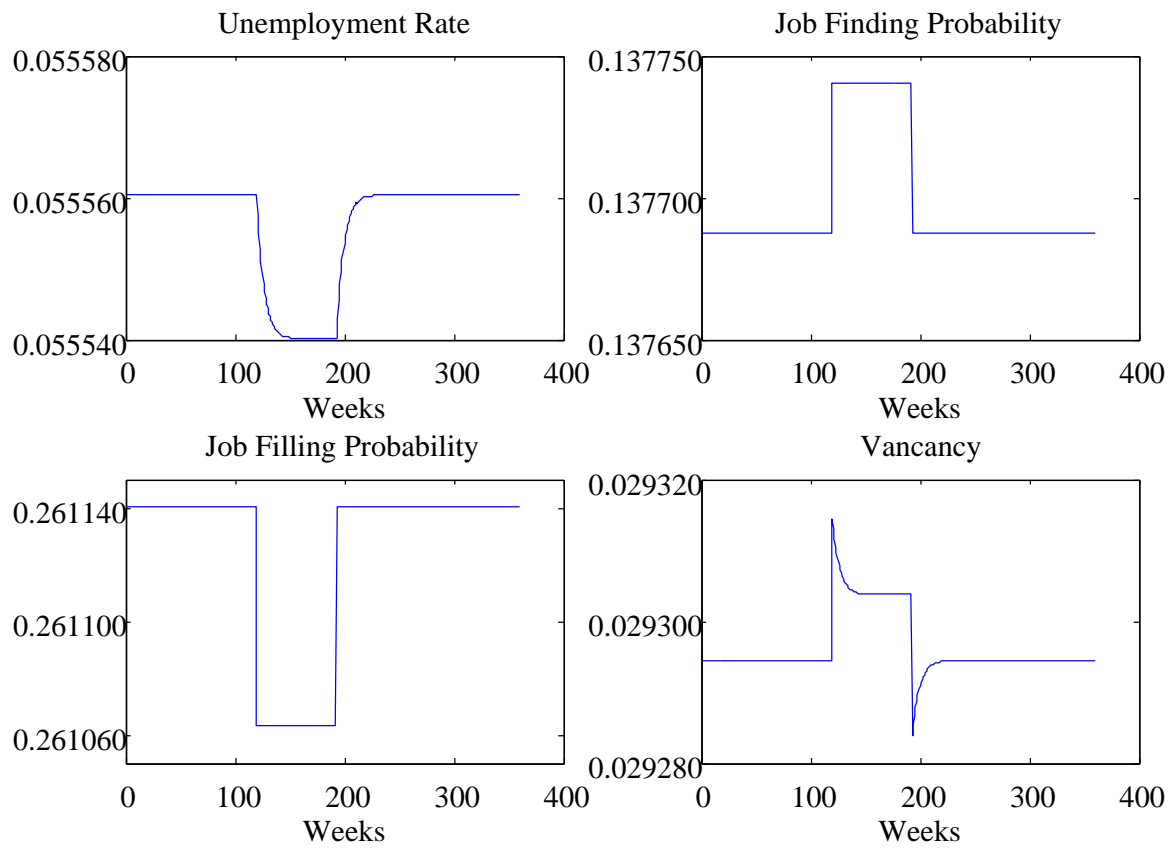 Unemployment Rate
0.055580
0.055560
0.055540
0 100 200 300 400
Weeks
Job Finding Probability
0.137750
0.137700
0.137650
0 100 200 300 400
Weeks
Job Filling Probability
0.261140
0.261100
0.261060
0 100 200 300 400
Weeks
Vancancy
0.029320
0.029300
0.029280
0 100 200 300 400
Weeks